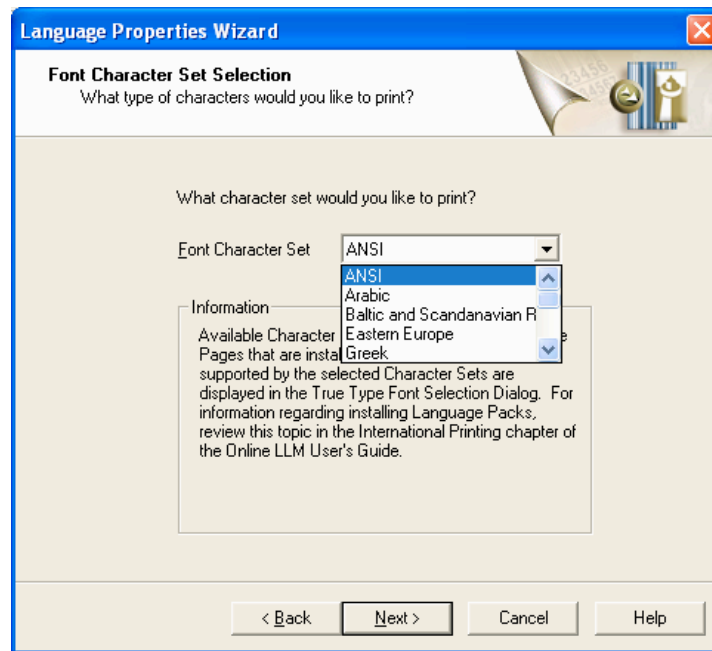 Language Properties Wizard
Font Character Set Selection
What type of characters would you like to print?
What character set would you like to print?
Font Character Set ANSI
ANSI
Arabic
Baltic and Scandanavian R
Eastern Europe
Greek
Information
Available Character
Pages that are instal
supported by the selected Character Sets are
displayed in the True Type Font Selection Dialog. For
information regarding installing Language Packs,
review this topic in the International Printing chapter of
the Online LLM User's Guide.
< Back Next > Cancel Help